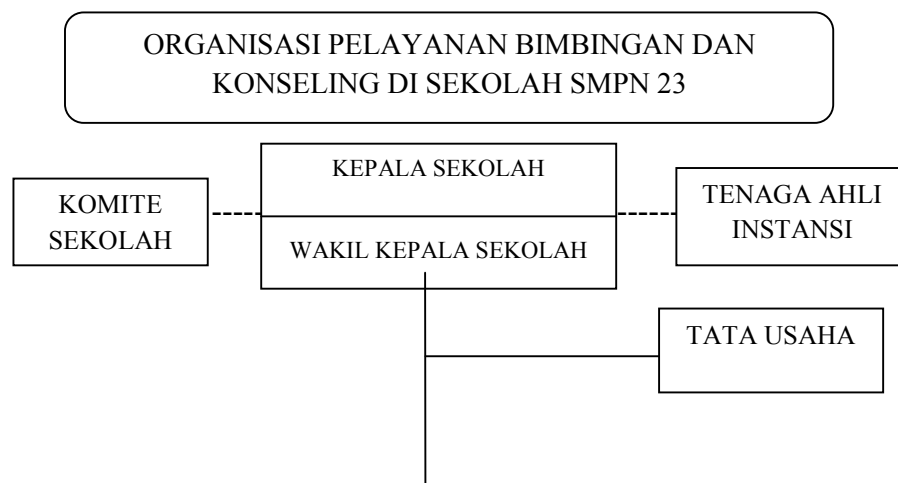 ORGANISASI PELAYANAN BIMBINGAN DAN
KONSELING DI SEKOLAH SMPN 23
KEPALA SEKOLAH
KOMITE
SEKOLAH
TENAGA AHLI
INSTANSI
WAKIL KEPALA SEKOLAH
TATA USAHA